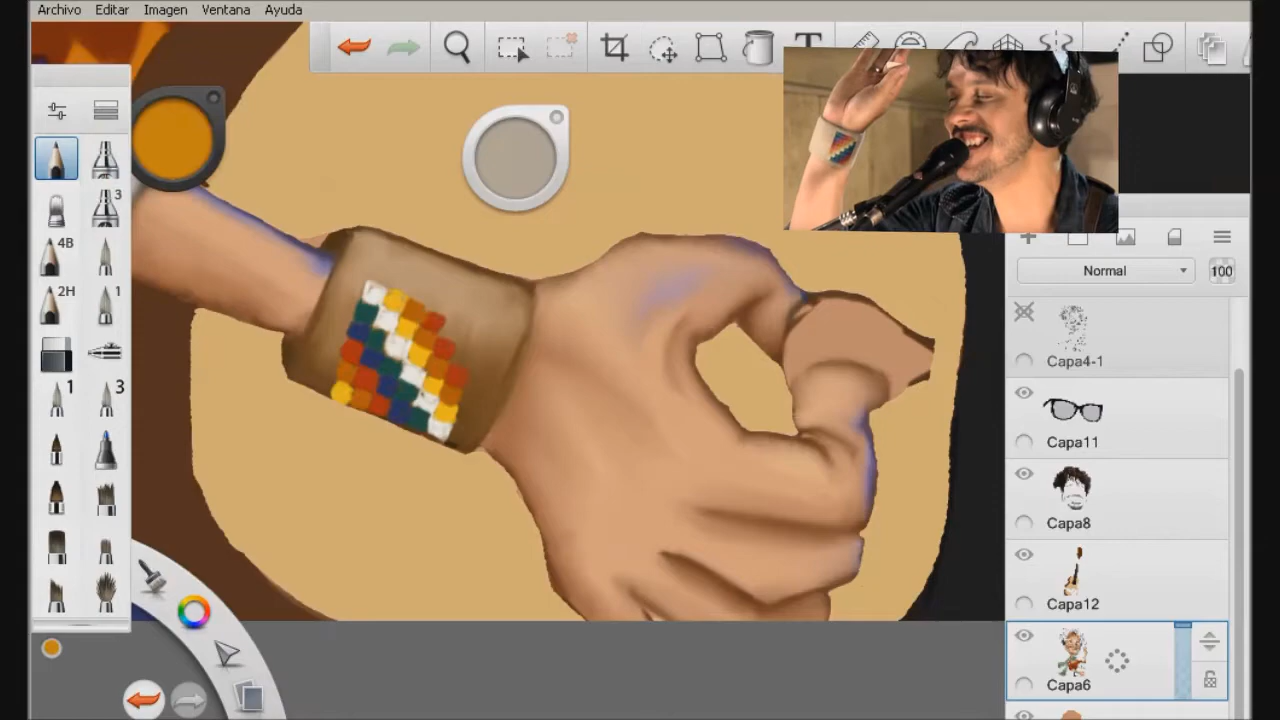 Archivo Editar Imagen Ventana Ayuda
T
3
4B
2H
1
1
3
Normal
100
Capa4-1
Capa11
Capa8
Capa12
Capa6